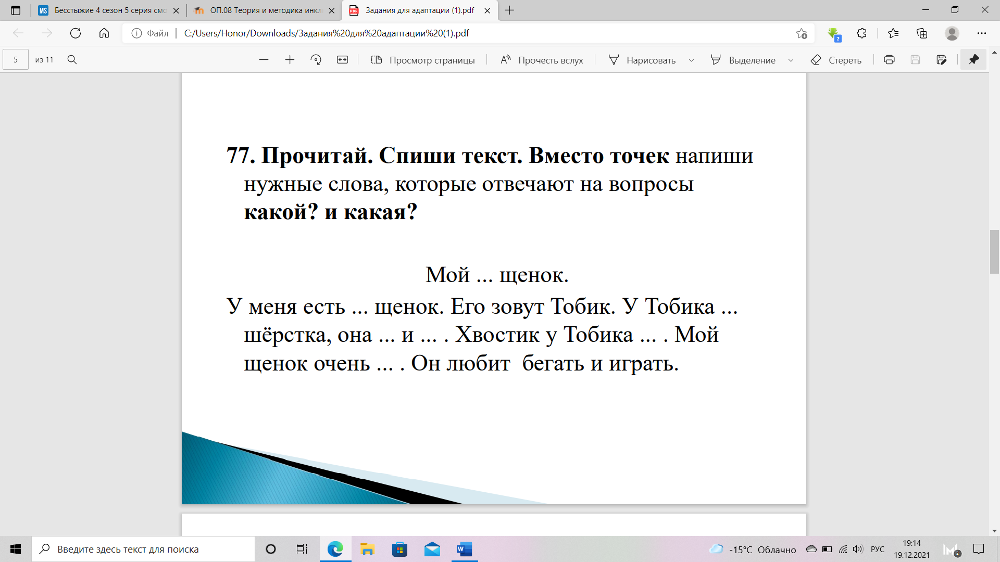 Бесстыжие 4 сезон 5 серия смо
ОП.08 Теория и методика инкл
Задания для адаптации (1).pdf
Файл
C:/Users/Honor/Downloads/Задания%20для%20адаптации%20(1).pdf
5 из 11
Просмотр страницы
Прочесть вслух
Нарисовать
Выделение
Стереть
77. Прочитай. Спиши текст. Вместо точек напиши
нужные слова, которые отвечают на вопросы
какой? и какая?
Мой ... щенок.
У меня есть ... щенок. Его зовут Тобик. У Тобика ...
шёрстка, она ... и ... . Хвостик у Тобика ... . Мой
щенок очень ... . Он любит  бегать и играть.
Введите здесь текст для поиска
-15°C Облачно
РУС
19:14
19.12.2021